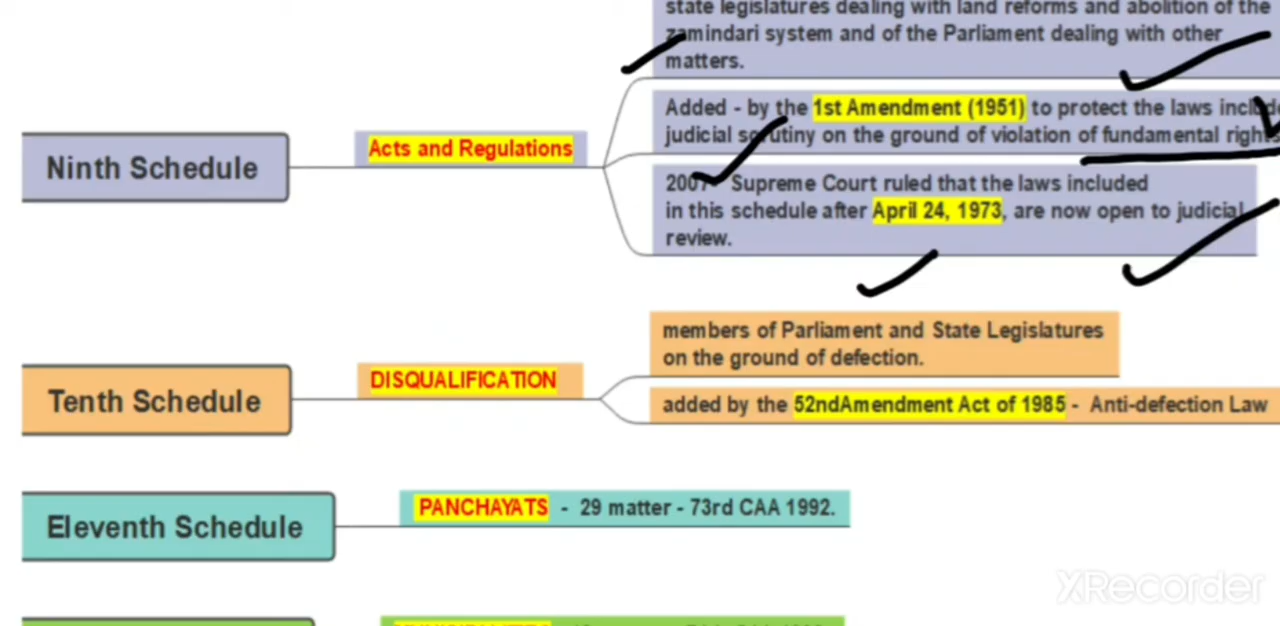 state legislatures dealing with land reforms and abolition of the
zamindari system and of the Parliament dealing with other
matters.
Ninth Schedule
Acts and Regulations
Added - by the 1st Amendment (1951) to protect the laws
judicial scrutiny on the ground of violation of fundamental
2007 Supreme Court ruled that the laws included
in this schedule after April 24, 1973, are now open to judicial
review.
Tenth Schedule
DISQUALIFICATION
members of Parliament and State Legislatures
on the ground of defection.
added by the 52ndAmendment Act of 1985 - Anti-defection Law
Eleventh Schedule
PANCHAYATS - 29 matter - 73rd CAA 1992.
XRecorder